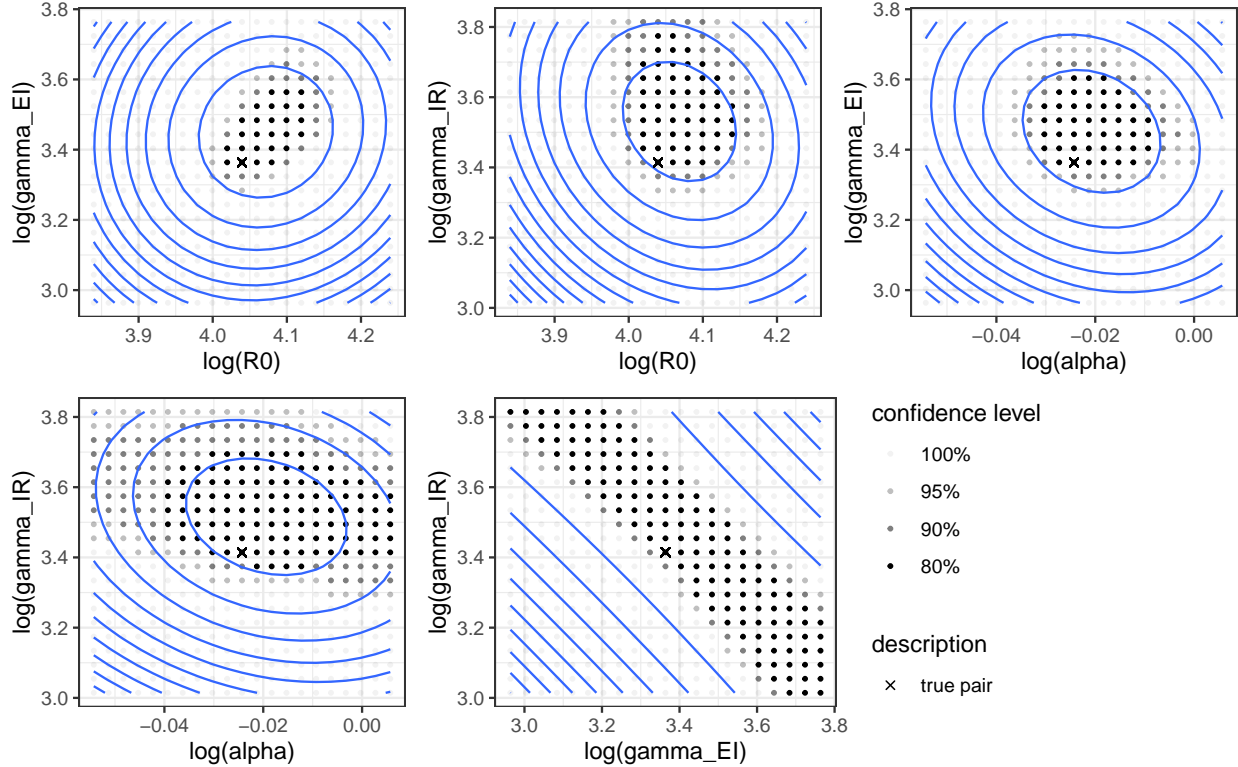 3.8
3.6
3.4
3.2
3.0
log(gamma_EI)
3.9 4.0 4.1 4.2
log(R0)
3.8
3.6
3.4
3.2
3.0
log(gamma_IR)
3.9 4.0 4.1 4.2
log(R0)
3.8
3.6
3.4
3.2
3.0
log(gamma_EI)
−0.04 −0.02 0.00
log(alpha)
3.8
3.6
3.4
3.2
3.0
log(gamma_IR)
−0.04 −0.02 0.00
log(alpha)
3.8
3.6
3.4
3.2
3.0
log(gamma_IR)
3.0 3.2 3.4 3.6 3.8
log(gamma_EI)
confidence level
100%
95%
90%
80%
description
true pair